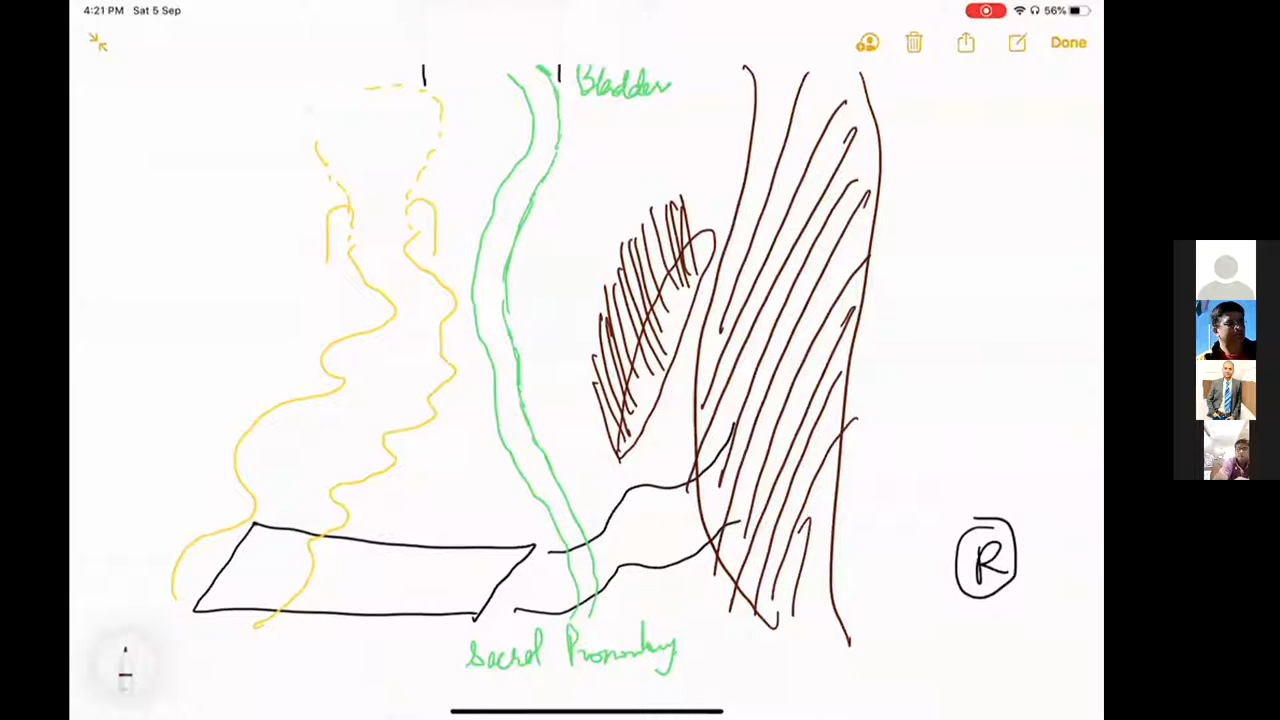 4:21 PM Sat 5 Sep
56%
Done
Bladder
Sacral Promontory
R